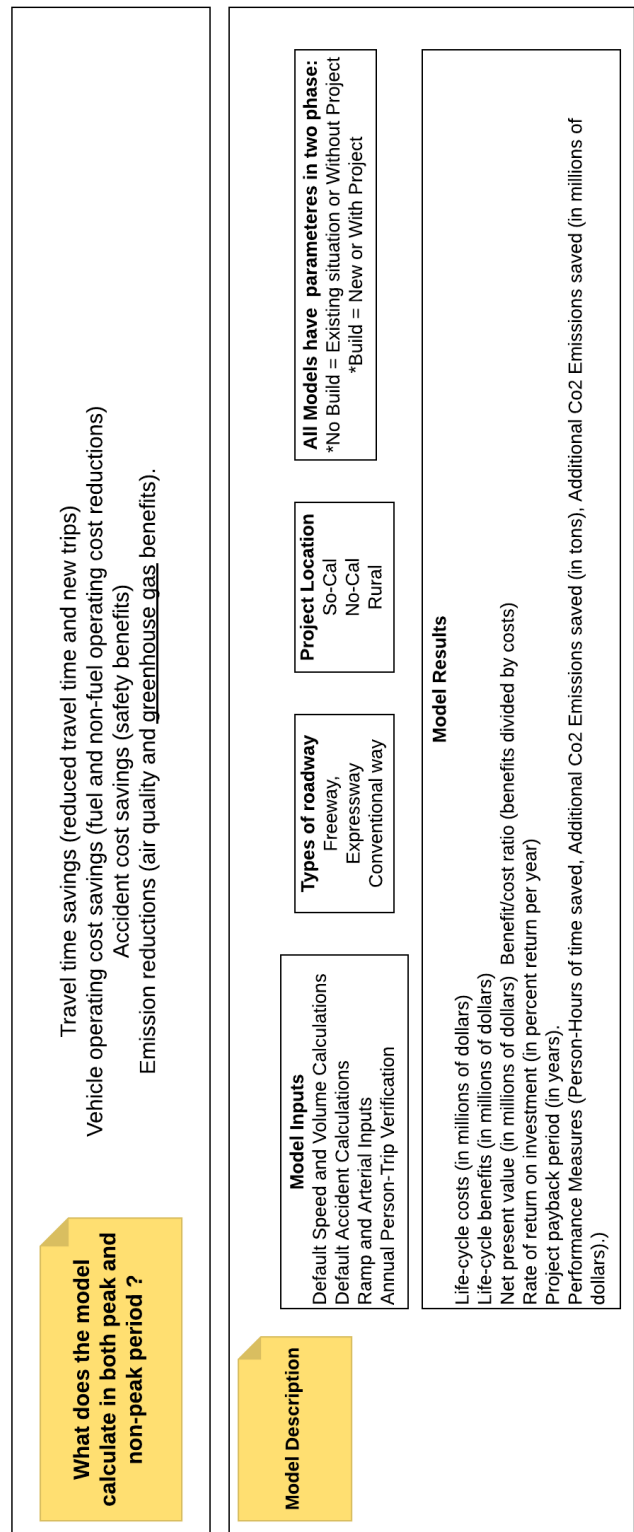 What does the model
calculate in both peak and
non-peak period ?
Travel time savings (reduced travel time and new trips)
Vehicle operating cost savings (fuel and non-fuel operating cost reductions)
Accident cost savings (safety benefits)
Emission reductions (air quality and greenhouse gas benefits).
Model Description
Model Inputs
Default Speed and Volume Calculations
Default Accident Calculations
Ramp and Arterial Inputs
Annual Person-Trip Verification
Types of roadway
Freeway,
Expressway
Conventional way
Project Location
So-Cal
No-Cal
Rural
All Models have  parameteres in two phase:
*No Build = Existing situation or Without Project
*Build = New or With Project
Model Results
Life-cycle costs (in millions of dollars)
Life-cycle benefits (in millions of dollars)
Net present value (in millions of dollars)  Benefit/cost ratio (benefits divided by costs)
Rate of return on investment (in percent return per year)
Project payback period (in years).
Performance Measures (Person-Hours of time saved, Additional Co2 Emissions saved (in tons), Additional Co2 Emissions saved (in millions of
dollars).)